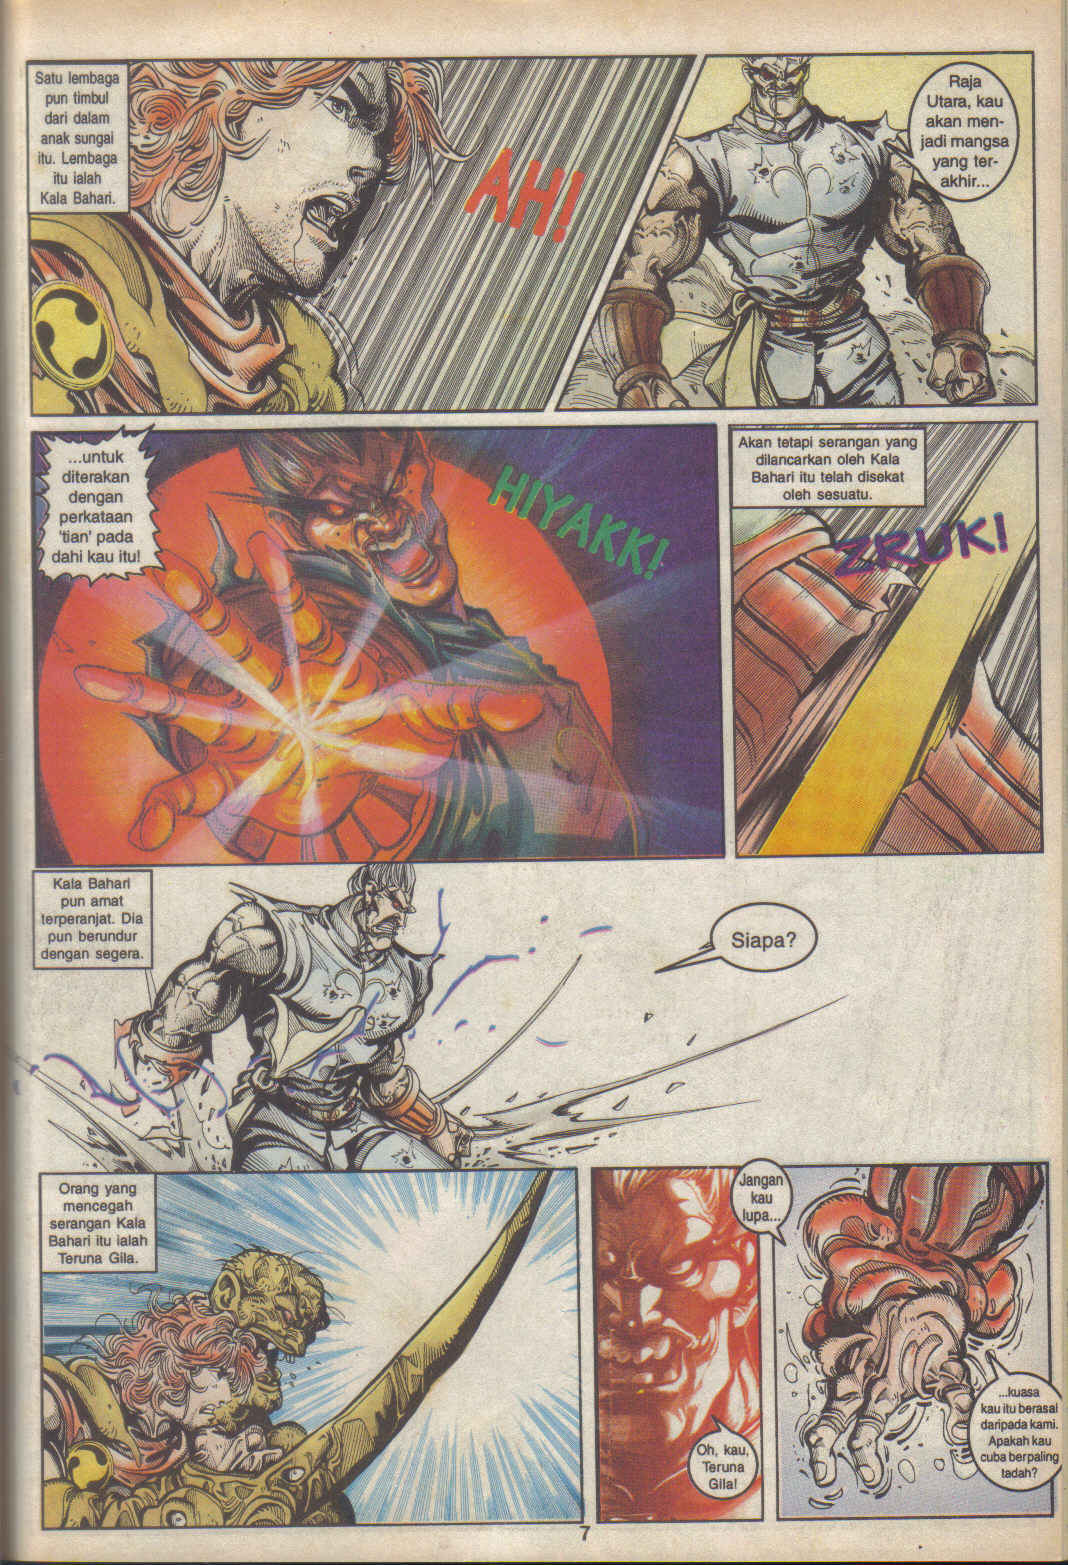 Satu lembaga
pun timbul
dari dalam
anak sungai
itu. Lembaga
itu ialah
Kala Bahari.
AH!
Raja
Utara, kau
akan men-
jadi mangsa
yang ter-
akhir...
...untuk
diterakan
dengan
perkataan
'tian' pada
dahi kau itu!
HIYAKK!
Akan tetapi serangan yang
dilancarkan oleh Kala
Bahari itu telah disekat
oleh sesuatu.
ZRUK!
Kala Bahari
pun amat
terperanjat. Dia
pun berundur
dengan segera.
Siapa?
Orang yang
mencegah
serangan Kala
Bahari itu ialah
Teruna Gila.
Oh, kau,
Teruna
Gila!
Jangan
kau
lupa...
...kuasa
kau itu berasal
daripada kami.
Apakah kau
cuba berpaling
tadah?
7